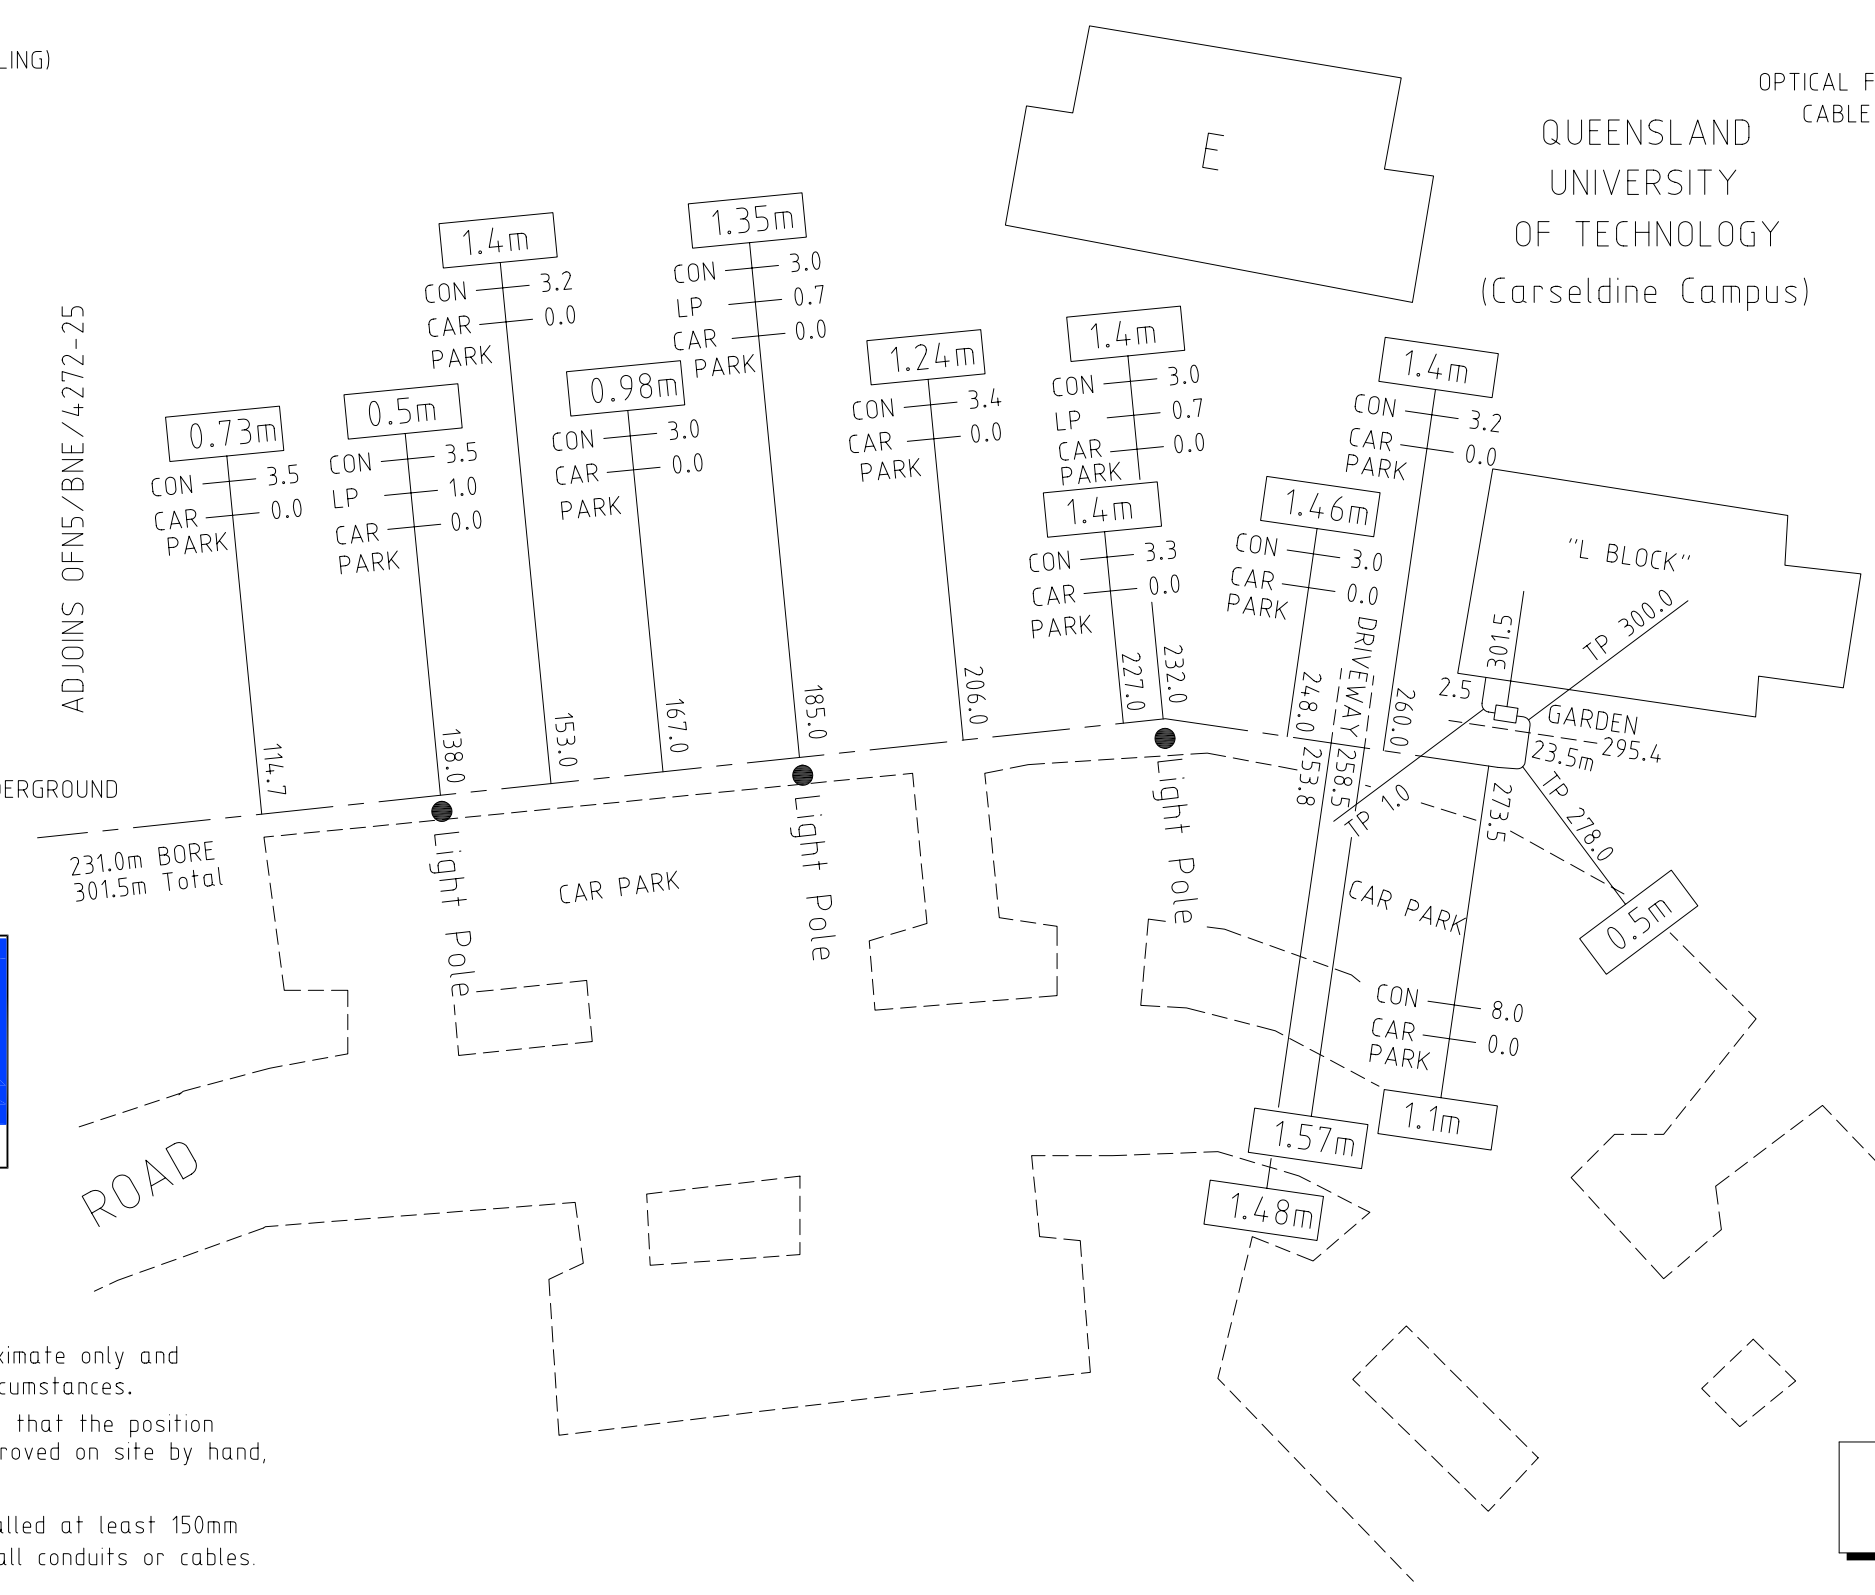 LING)
OPTICAL F
CABLE
QUEENSLAND
UNIVERSITY
OF TECHNOLOGY
(Carseldine Campus)
E
ADJOINS OFN5/BNE/4272-25
0.73m
CON 3.5
CAR 0.0
PARK
114.7
0.5m
CON 3.5
LP 1.0
CAR 0.0
PARK
138.0
1.4m
CON 3.2
CAR 0.0
PARK
153.0
0.98m
CON 3.0
CAR 0.0
PARK
167.0
1.35m
CON 3.0
LP 0.7
CAR 0.0
PARK
185.0
1.24m
CON 3.4
CAR 0.0
PARK
206.0
1.4m
CON 3.0
LP 0.7
CAR 0.0
PARK
232.0
1.4m
CON 3.3
CAR 0.0
PARK
227.0
1.46m
CON 3.0
CAR 0.0
PARK
248.0
DRIVEWAY
1.4m
CON 3.2
CAR 0.0
PARK
260.0
"L BLOCK"
301.5
TP 300.0
2.5
GARDEN
295.4
23.5m
253.8
258.5
TP 1.0
273.5
TP 278.0
0.5m
DERGROUND
231.0m BORE
301.5m Total
Light Pole
CAR PARK
Light Pole
Light Pole
CAR PARK
CON 8.0
CAR 0.0
PARK
1.1m
1.57m
1.48m
ROAD
ximate only and
cumstances.
that the position
roved on site by hand,
alled at least 150mm
all conduits or cables.